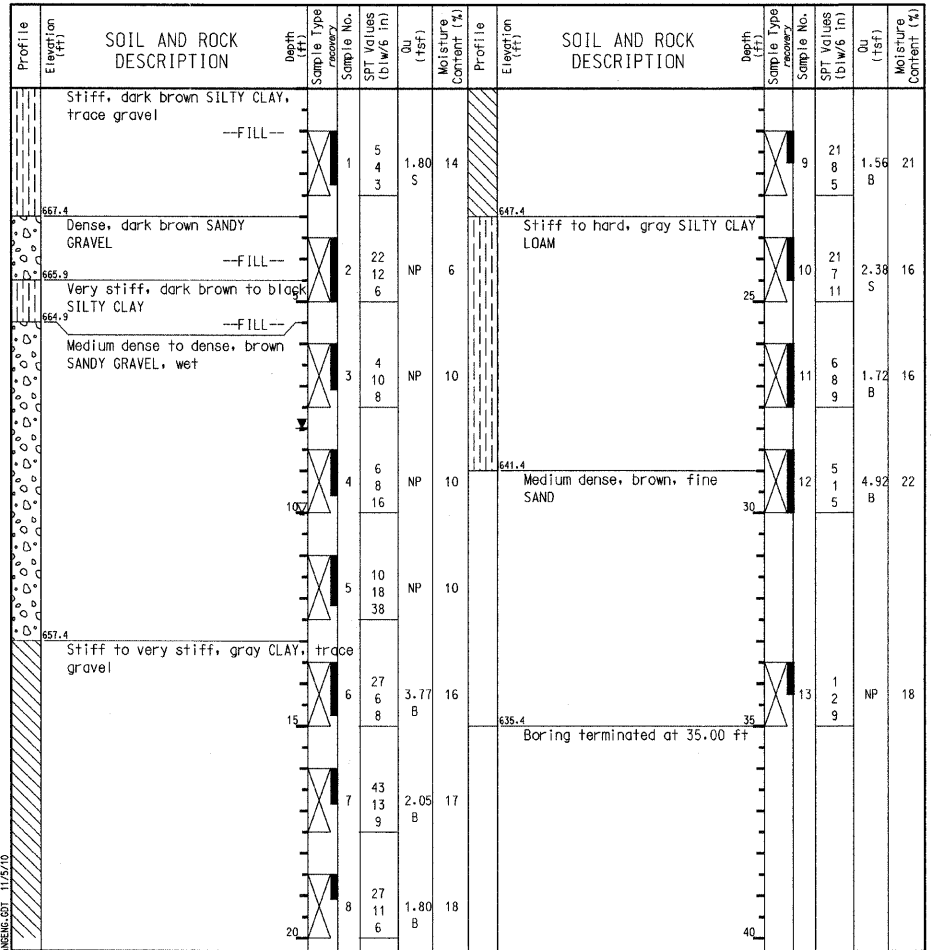 Profile
Elevation (ft)
SOIL AND ROCK
DESCRIPTION
Depth (ft)
Sample Type
recovery
Sample No.
SPT Values (blw/6 in)
Qu (tsf)
Moisture Content (%)
Profile
Elevation (ft)
SOIL AND ROCK
DESCRIPTION
Depth (ft)
Sample Type
recovery
Sample No.
SPT Values (blw/6 in)
Qu (tsf)
Moisture Content (%)
Stiff, dark brown SILTY CLAY,
trace gravel
--FILL--
1
5
4
3
1.80
S
14
667.4
Dense, dark brown SANDY
GRAVEL
--FILL--
2
22
12
6
NP
6
665.9
Very stiff, dark brown to black
5
SILTY CLAY
--FILL--
664.9
Medium dense to dense, brown
SANDY GRAVEL, wet
3
4
10
8
NP
10
4
6
8
16
NP
10
10
5
10
18
38
NP
10
657.4
Stiff to very stiff, gray CLAY, trace
gravel
6
27
6
8
3.77
B
16
15
7
43
13
9
2.05
B
17
8
27
11
6
1.80
B
18
20
9
21
8
5
1.56
B
21
647.4
Stiff to hard, gray SILTY CLAY
LOAM
10
21
7
11
2.38
S
16
25
11
6
8
9
1.72
B
16
641.4
Medium dense, brown, fine
SAND
12
5
1
5
4.92
B
22
30
13
1
2
9
NP
18
635.4
35
Boring terminated at 35.00 ft
40
NGENG.GDT 11/5/10